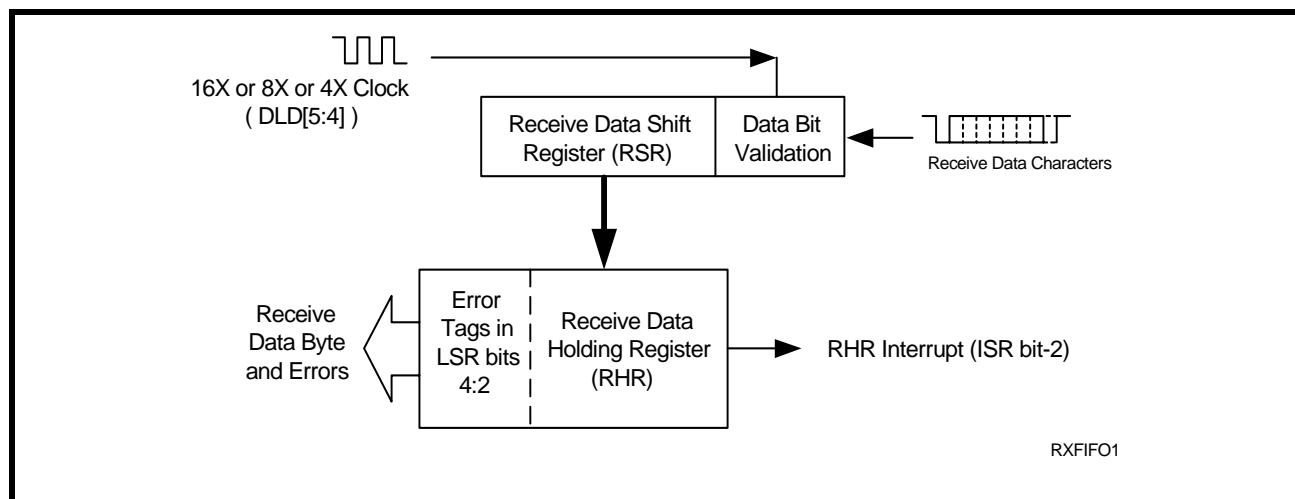 16X or 8X or 4X Clock
( DLD[5:4] )
Receive Data Shift
Register (RSR)
Data Bit
Validation
Receive Data Characters
Receive
Data Byte
and Errors
Error
Tags in
LSR bits
4:2
Receive Data
Holding Register
(RHR)
RHR Interrupt (ISR bit-2)
RXFIFO1